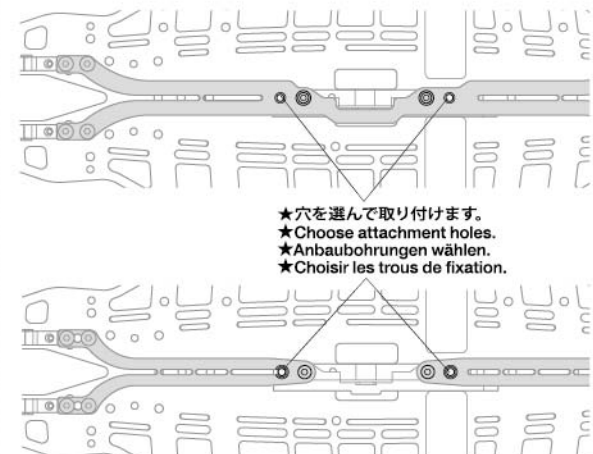 ★穴を選んで取り付けます。
★Choose attachment holes.
★Anbaubohrungen wählen.
★Choisir les trous de fixation.